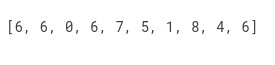 [6, 6, 0, 6, 7, 5, 1, 8, 4, 6]